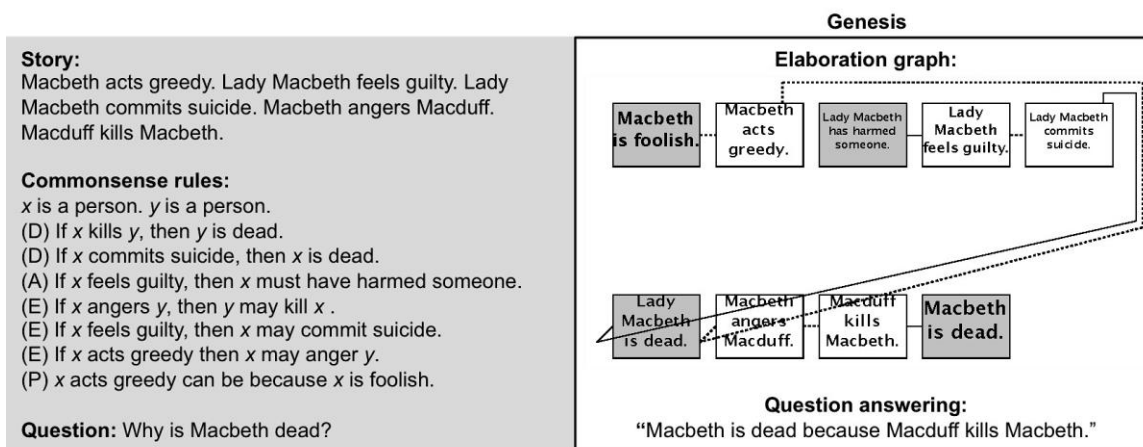 Genesis
Story:
Macbeth acts greedy. Lady Macbeth feels guilty. Lady
Macbeth commits suicide. Macbeth angers Macduff.
Macduff kills Macbeth.
Commonsense rules:
x is a person. y is a person.
(D) If x kills y, then y is dead.
(D) If x commits suicide, then x is dead.
(A) If x feels guilty, then x must have harmed someone.
(E) If x angers y, then y may kill x .
(E) If x feels guilty, then x may commit suicide.
(E) If x acts greedy then x may anger y.
(P) x acts greedy can be because x is foolish.
Question: Why is Macbeth dead?
Elaboration graph:
Macbeth
is foolish.
Macbeth
acts
greedy.
Lady Macbeth
has harmed
someone.
Lady
Macbeth
feels guilty.
Lady Macbeth
commits
suicide.
Lady
Macbeth
is dead.
Macbeth
angers
Macduff.
Macduff
kills
Macbeth.
Macbeth
is dead.
Question answering:
“Macbeth is dead because Macduff kills Macbeth.”